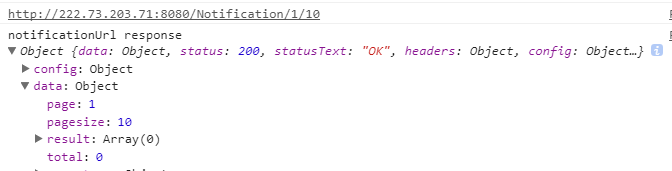 http://222.73.203.71:8080/Notification/1/10
notificationUrl response
▼ Object {data: Object, status: 200, statusText: "OK", headers: Object, config: Object…} i
▶ config: Object
▼ data: Object
page: 1
pagesize: 10
▶ result: Array(0)
total: 0